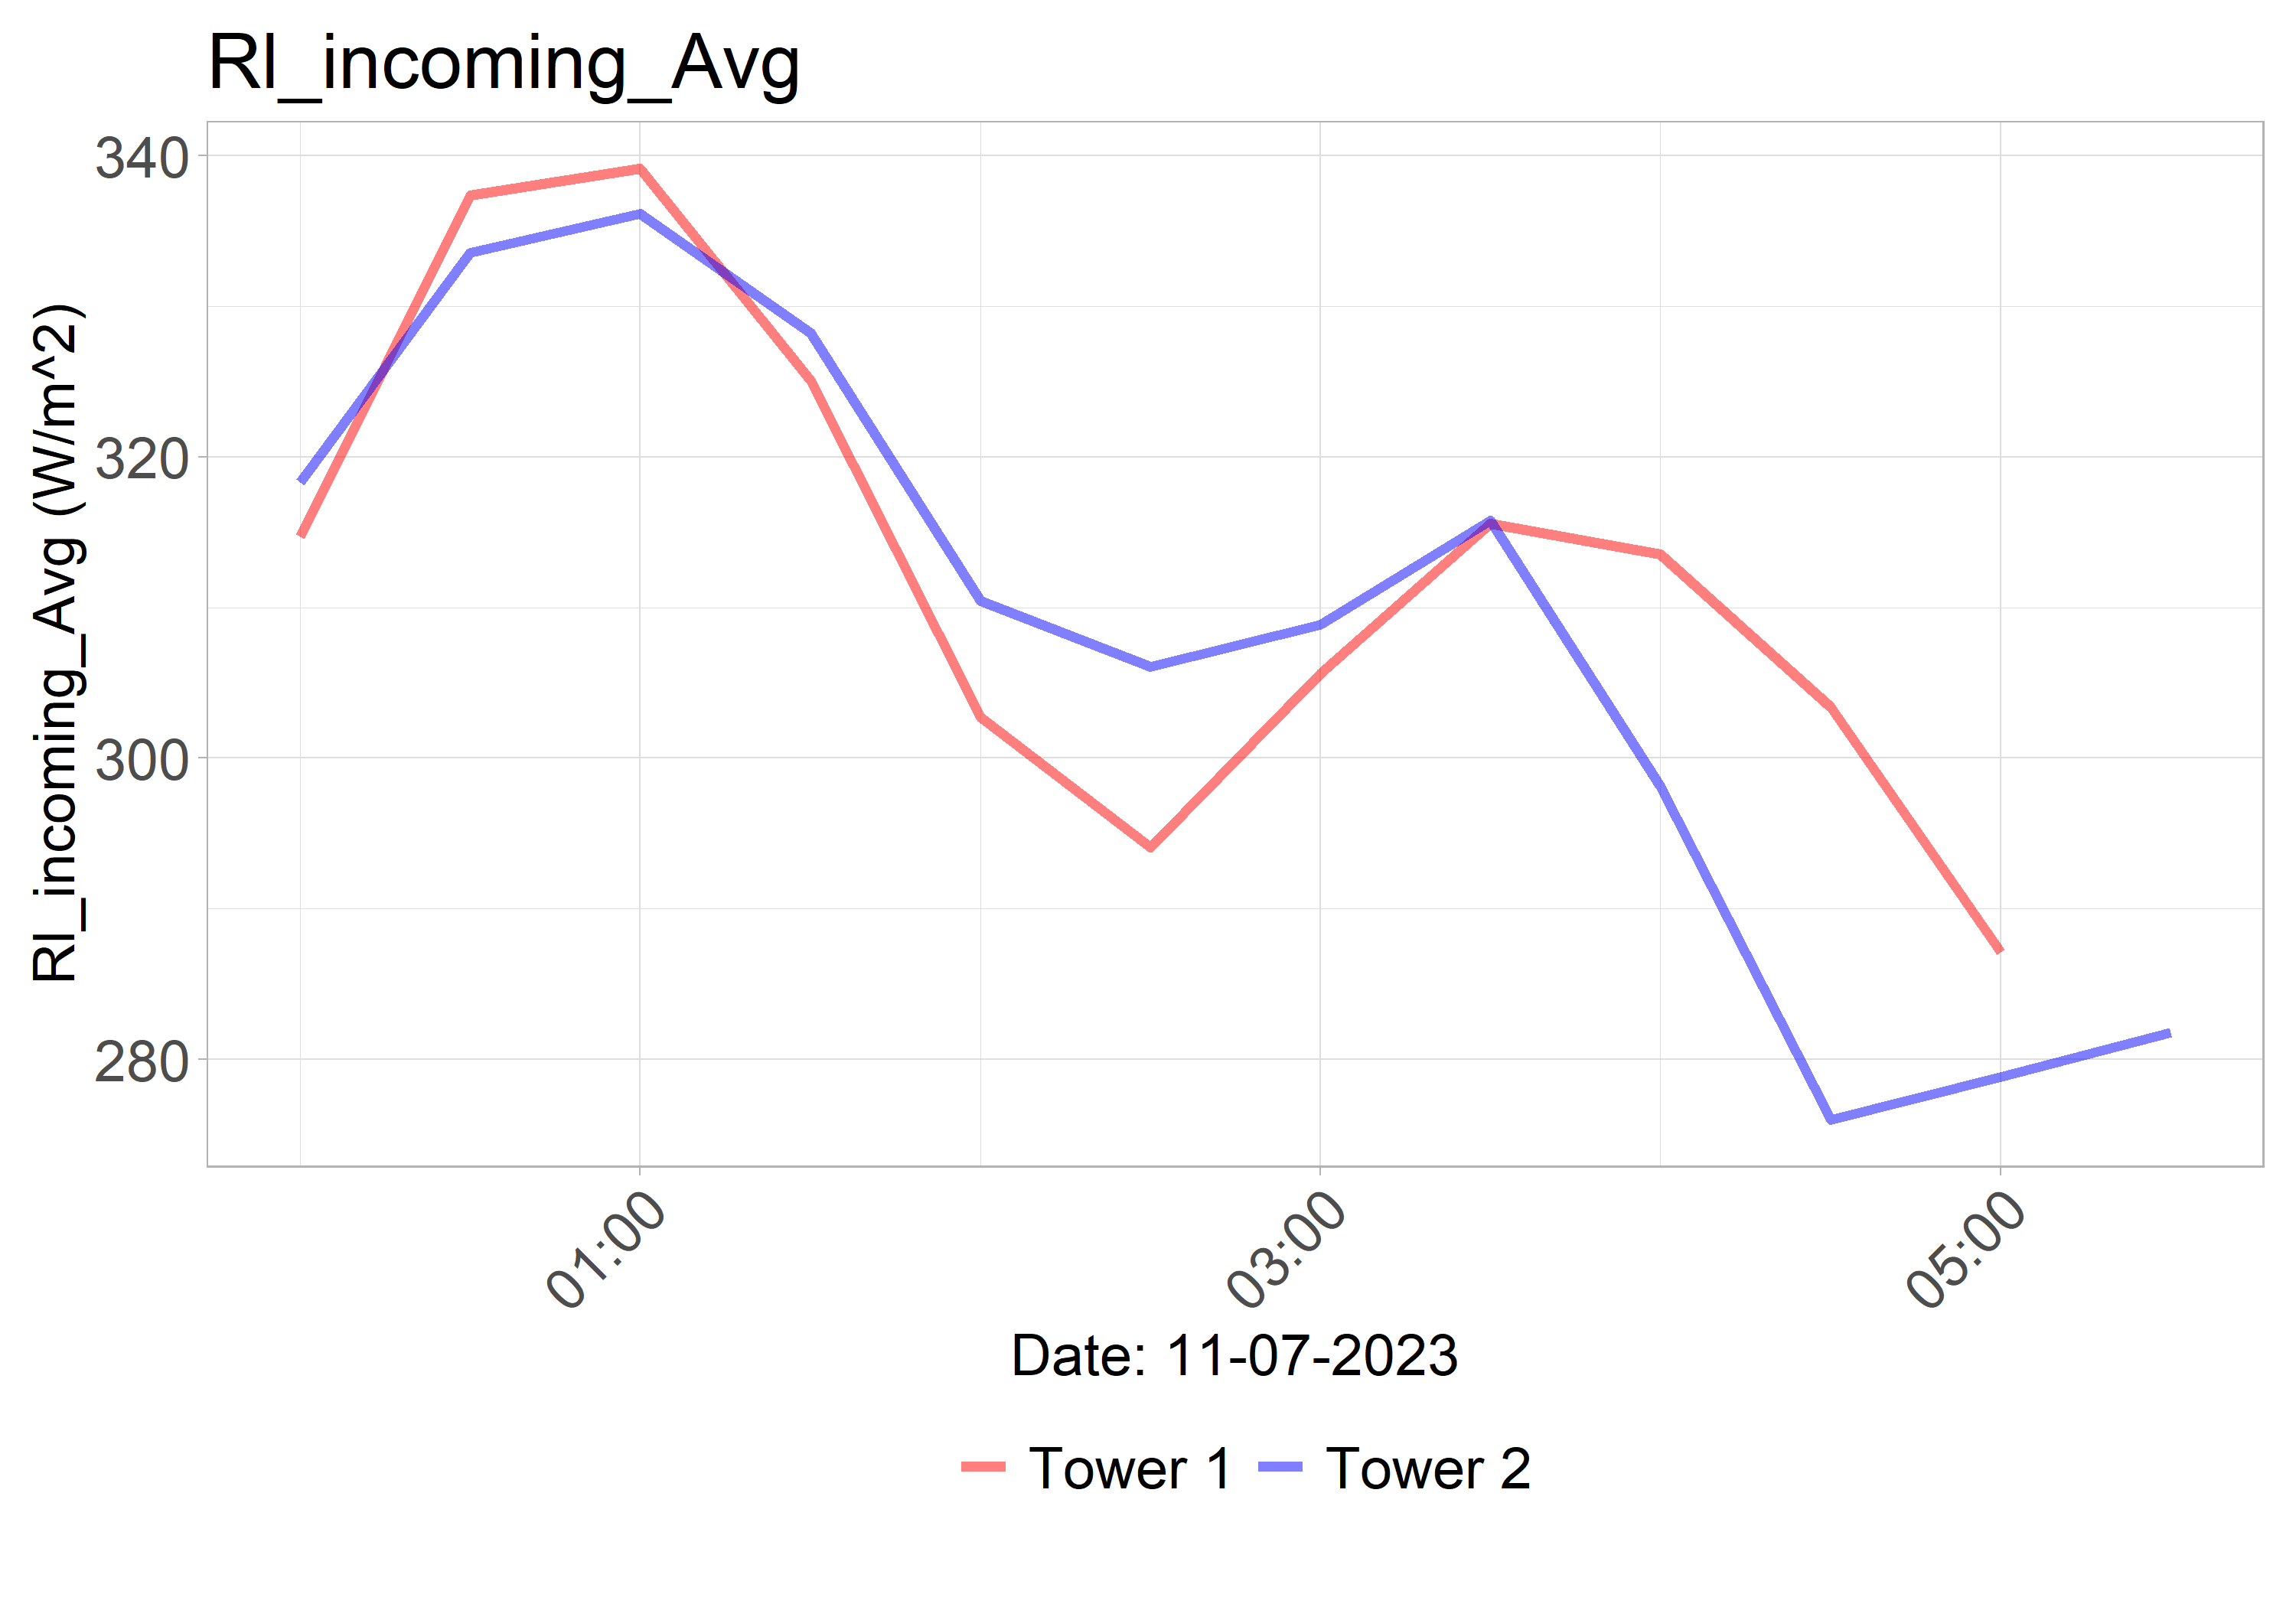 Rl_incoming_Avg
Rl_incoming_Avg (W/m^2)
340
320
300
280
01:00
03:00
05:00
Date: 11-07-2023
Tower 1
Tower 2